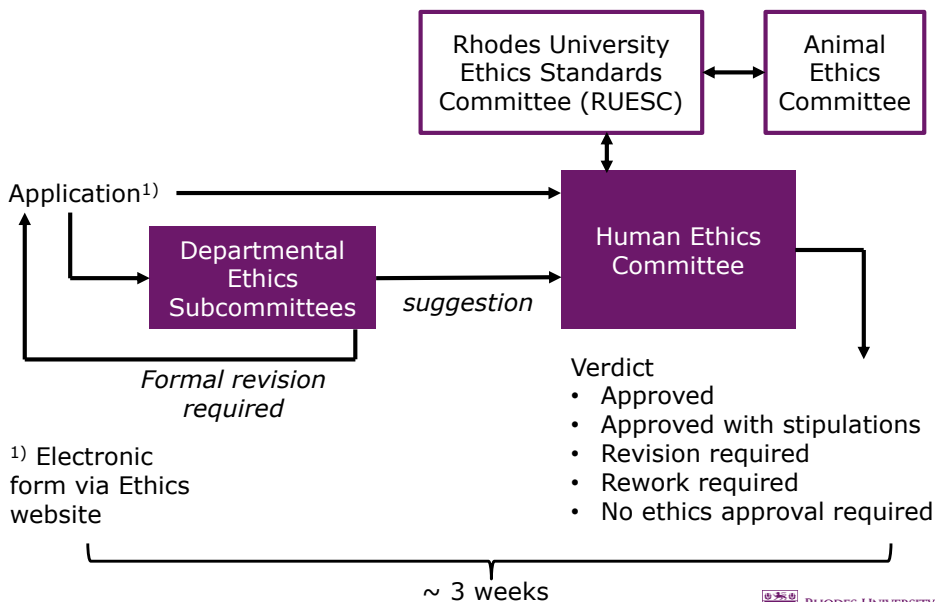 Rhodes University
Ethics Standards
Committee (RUESC)
Animal
Ethics
Committee
Application1)
Departmental
Ethics
Subcommittees
suggestion
Human Ethics
Committee
Formal revision
required
Verdict
• Approved
• Approved with stipulations
• Revision required
• Rework required
• No ethics approval required
1) Electronic
form via Ethics
website
~ 3 weeks
RHODES UNIVERSITY